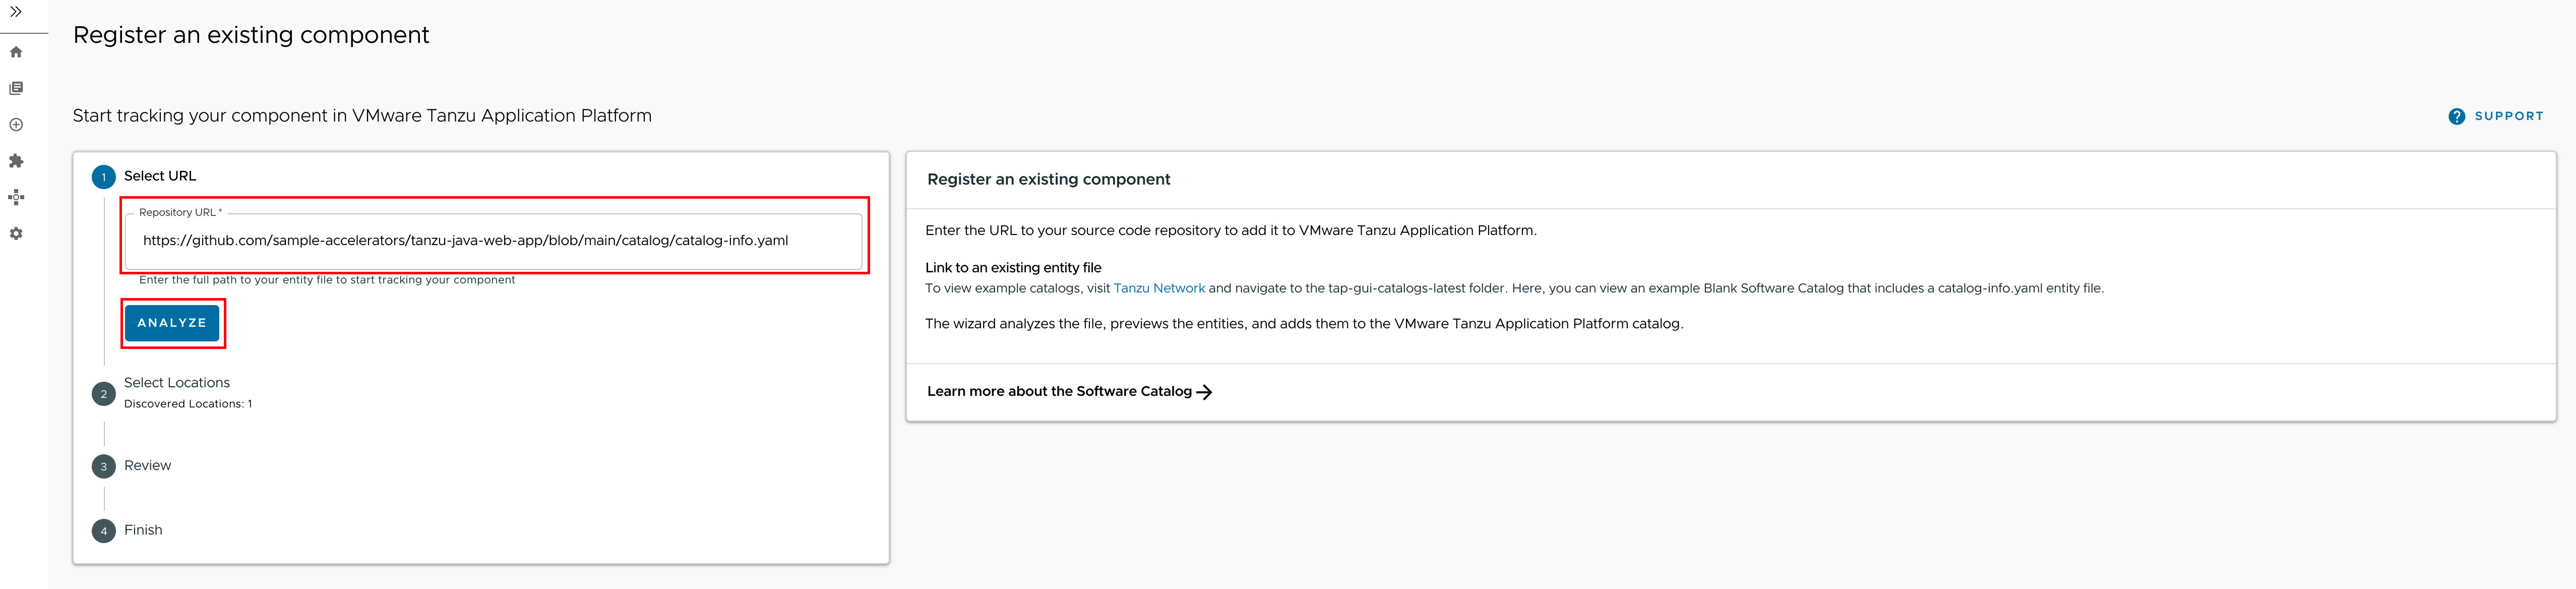 Register an existing component
Start tracking your component in VMware Tanzu Application Platform
? SUPPORT
1 Select URL
Repository URL *
https://github.com/sample-accelerators/tanzu-java-web-app/blob/main/catalog/catalog-info.yaml
Enter the full path to your entity file to start tracking your component
ANALYZE
2 Select Locations
Discovered Locations: 1
3 Review
4 Finish
Register an existing component
Enter the URL to your source code repository to add it to VMware Tanzu Application Platform.
Link to an existing entity file
To view example catalogs, visit Tanzu Network and navigate to the tap-gui-catalogs-latest folder. Here, you can view an example Blank Software Catalog that includes a catalog-info.yaml entity file.
The wizard analyzes the file, previews the entities, and adds them to the VMware Tanzu Application Platform catalog.
Learn more about the Software Catalog